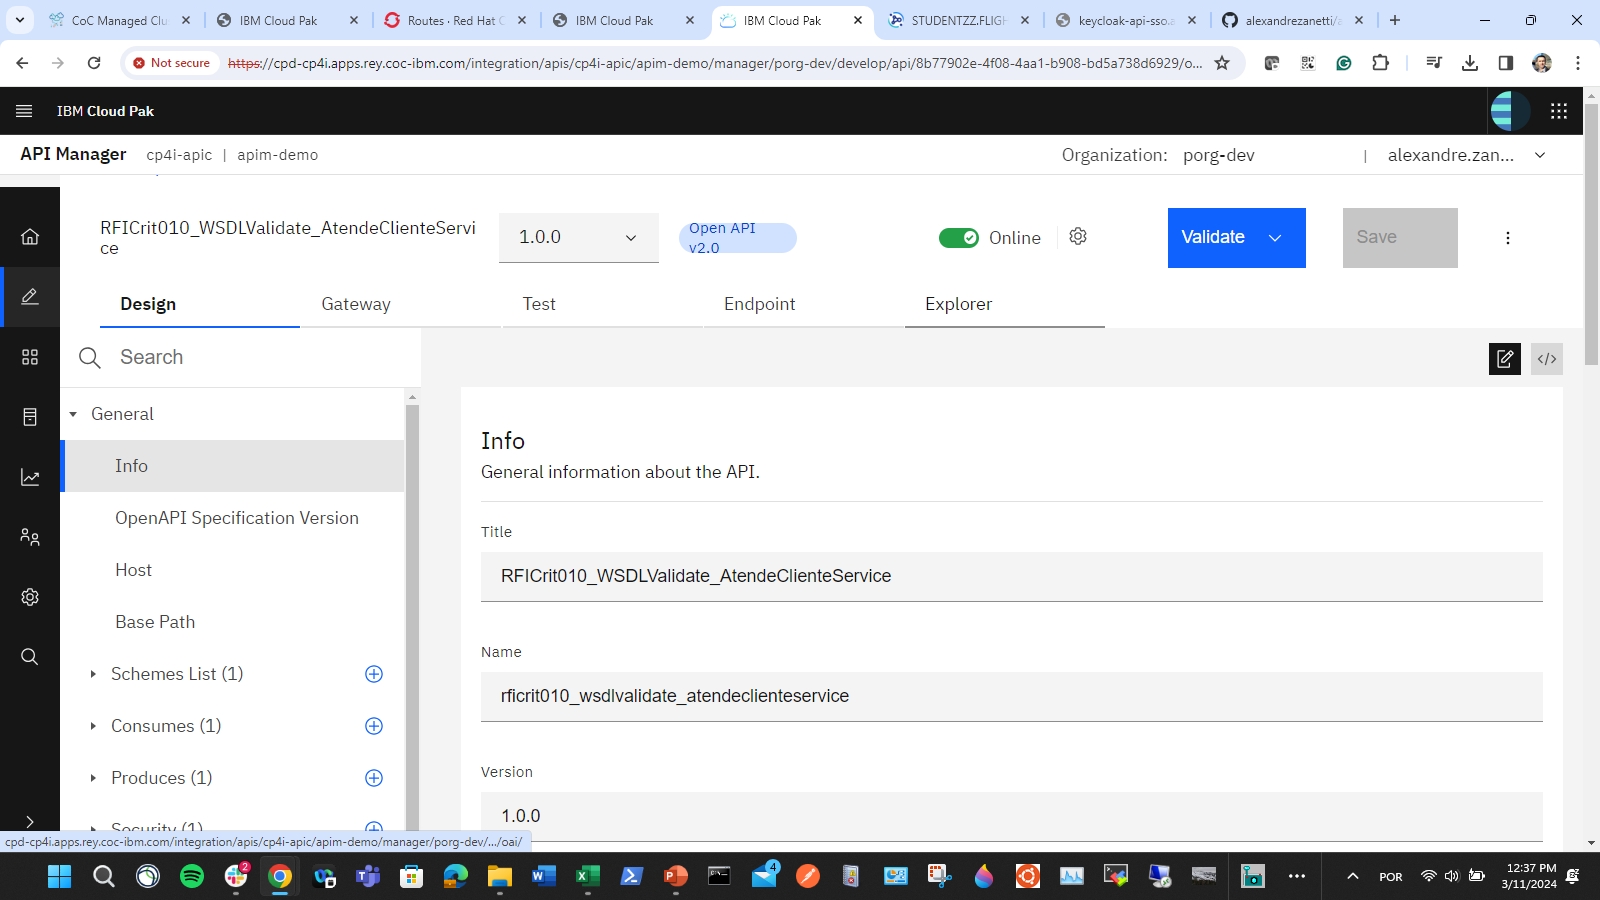 CoC Managed Clu
IBM Cloud Pak
Routes · Red Hat C
IBM Cloud Pak
IBM Cloud Pak
STUDENTZZ.FLIGH
keycloak-api-sso.a
alexandrezanetti/a
Not secure
https://cpd-cp4i.apps.rey.coc-ibm.com/integration/apis/cp4i-apic/apim-demo/manager/porg-dev/develop/api/8b77902e-4f08-4aa1-b908-bd5a738d6929/o...
IBM Cloud Pak
API Manager cp4i-apic | apim-demo
Organization: porg-dev | alexandre.zan...
RFICrit010_WSDLValidate_AtendeClienteServi
ce
1.0.0
Open API
v2.0
Online
Validate
Save
Design
Gateway
Test
Endpoint
Explorer
Search
</>
General
Info
OpenAPI Specification Version
Host
Base Path
Schemes List (1)
Consumes (1)
Produces (1)
Security (1)
Info
General information about the API.
Title
RFICrit010_WSDLValidate_AtendeClienteService
Name
rficrit010_wsdlvalidate_atendeclienteservice
Version
1.0.0
cpd-cp4i.apps.rey.coc-ibm.com/integration/apis/cp4i-apic/apim-demo/manager/porg-dev/.../oai/
2
4
POR
12:37 PM
3/11/2024